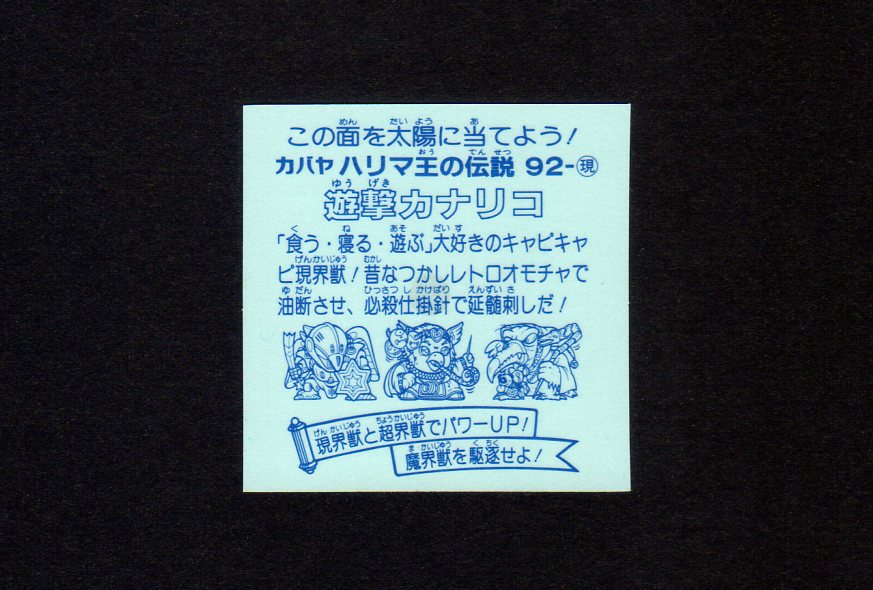 この面を太陽に当てよう！
カバヤ ハリマ王の伝説 92-㊝
遊撃カナリコ
「食う・寝る・遊ぶ」大好きのキャピキャ
ピ現界獣！昔なつかしレトロオモチャで
油断させ、必殺仕掛針で延髄刺しだ！
現界獣と超界獣でパワーUP！
魔界獣を駆逐せよ！